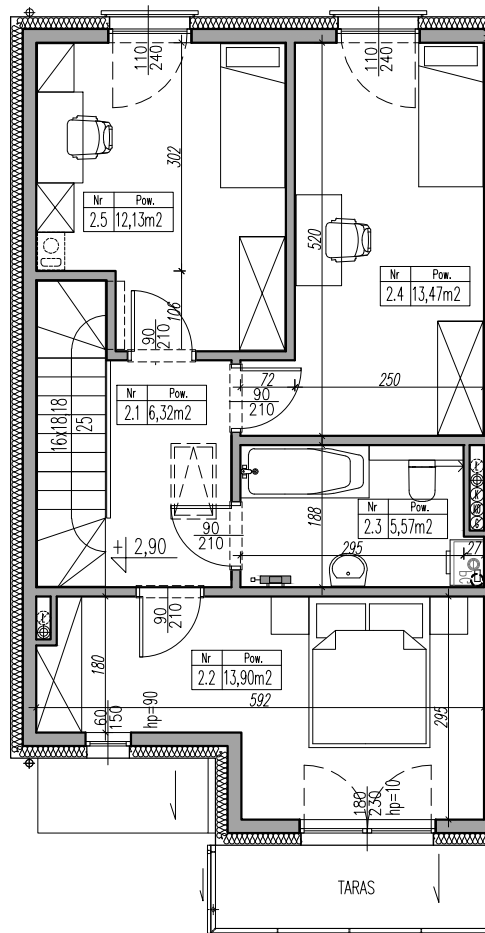 110
240
110
240
302
Nr Pow.
2.5 12,13m2
520
Nr Pow.
2.4 13,47m2
106
90
210
72
250
90
210
Nr Pow.
2.1 6,32m2
16x18,18
25
188
Nr Pow.
2.3 5,57m2
90
210
+ 2,90
295
27
90
210
180
Nr Pow.
2.2 13,90m2
592
295
60
150
hp=90
180
230
hp=10
TARAS